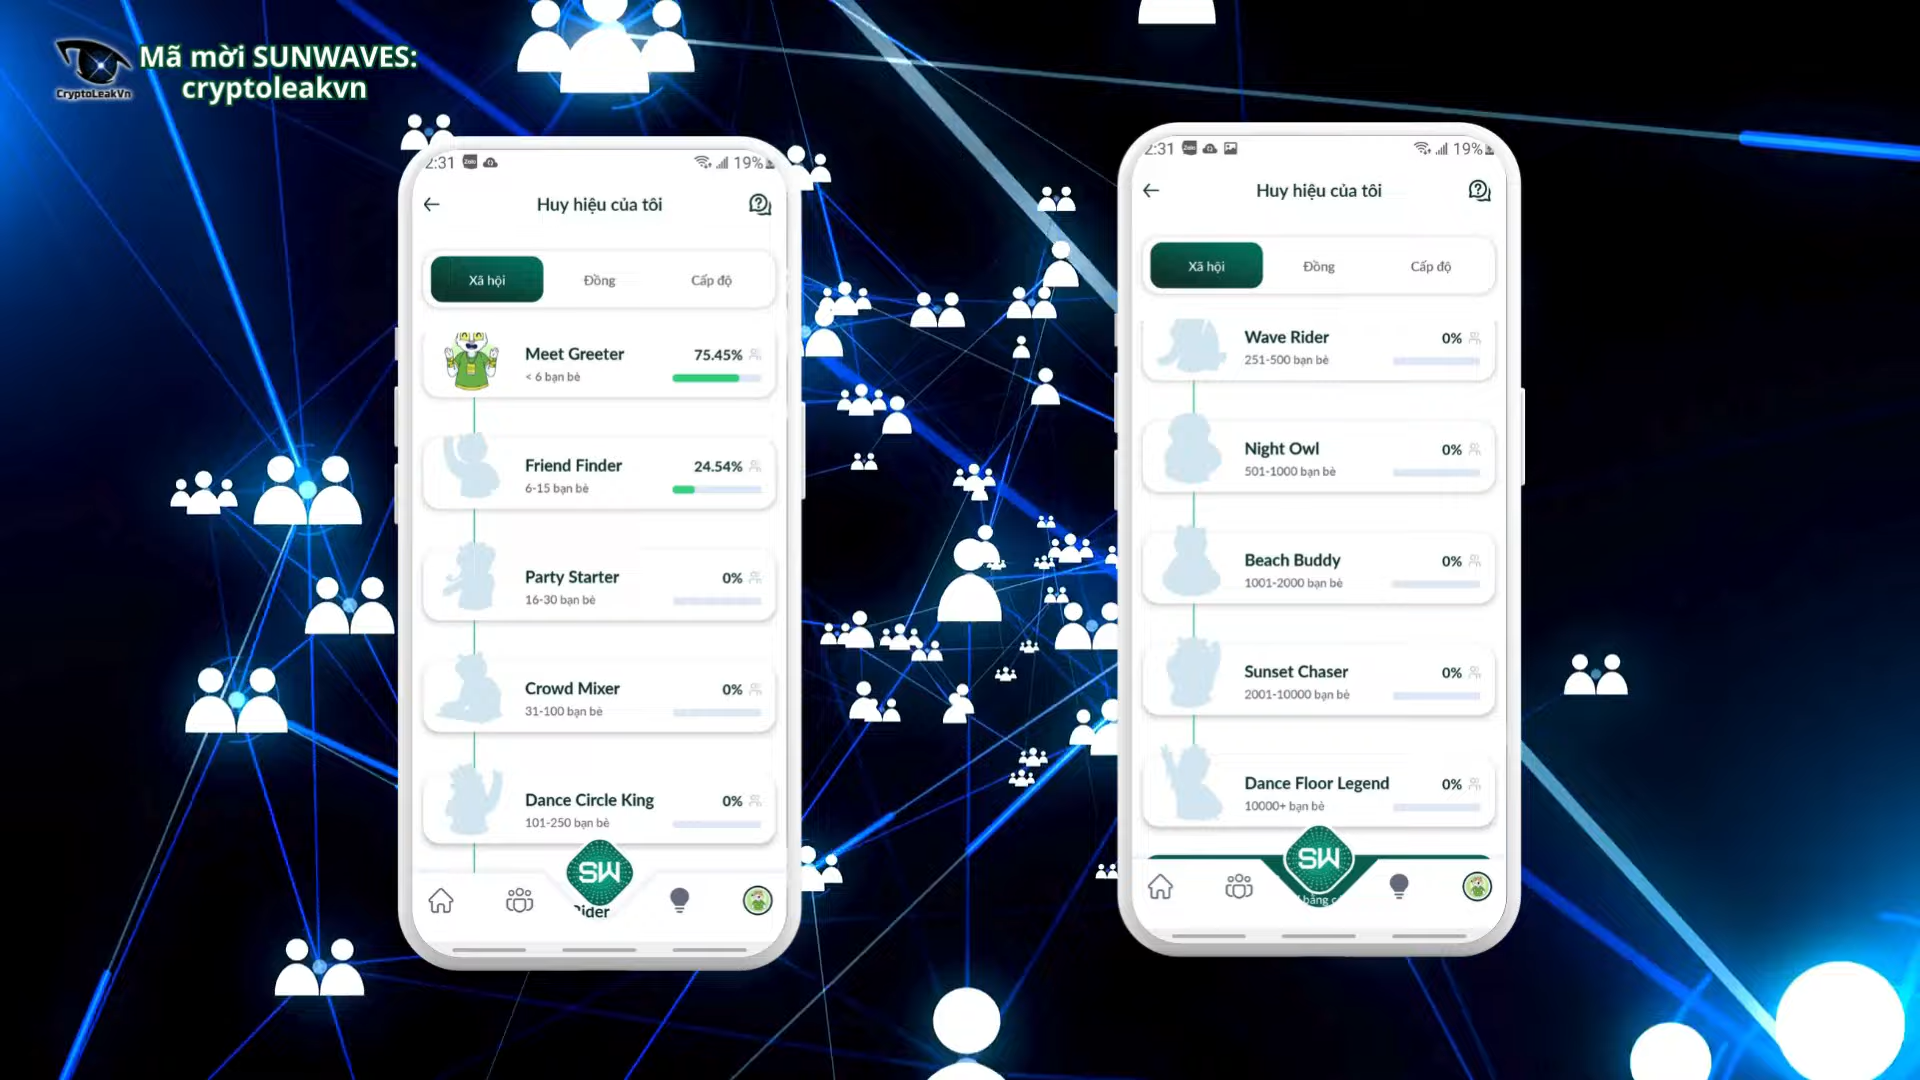 Mã mời SUNWAVES:
cryptoleakvn
CryptoLeakVn
2:31 Zalo 19%
Huy hiệu của tôi
Xã hội Đồng Cấp độ
Meet Greeter 75.45%
< 6 bạn bè
Friend Finder 24.54%
6-15 bạn bè
Party Starter 0%
16-30 bạn bè
Crowd Mixer 0%
31-100 bạn bè
Dance Circle King 0%
101-250 bạn bè
SW
Rider
2:31 Zalo 19%
Huy hiệu của tôi
Xã hội Đồng Cấp độ
Wave Rider 0%
251-500 bạn bè
Night Owl 0%
501-1000 bạn bè
Beach Buddy 0%
1001-2000 bạn bè
Sunset Chaser 0%
2001-10000 bạn bè
Dance Floor Legend 0%
10000+ bạn bè
SW
bằng c